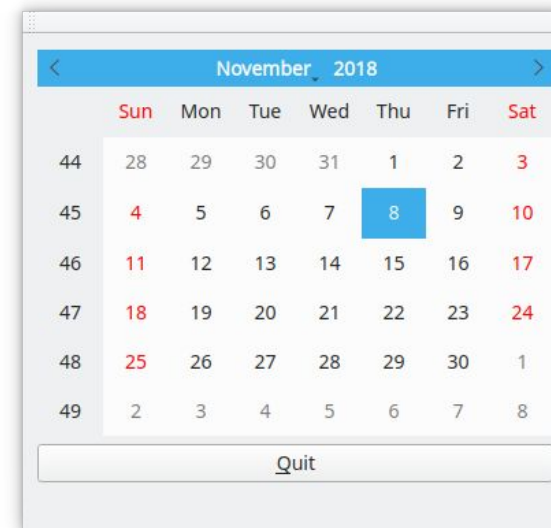 November 2018
Sun Mon Tue Wed Thu Fri Sat
44 28 29 30 31 1 2 3
45 4 5 6 7 8 9 10
46 11 12 13 14 15 16 17
47 18 19 20 21 22 23 24
48 25 26 27 28 29 30 1
49 2 3 4 5 6 7 8
Quit